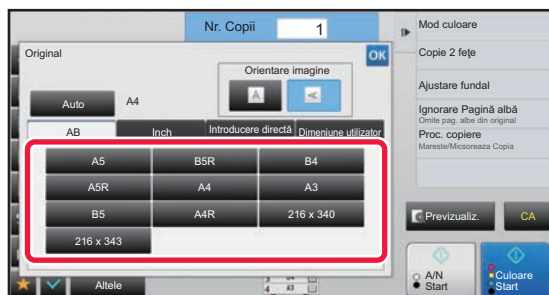 Nr. Copii 1
Original
OK
Orientare imagine
A A
Auto A4
AB Inch Introducere directă Dimeniune utilizator
A5 B5R B4
A5R A4 A3
B5 A4R 216 x 340
216 x 343
Altele
Mod culoare
Copie 2 feţe
Ajustare fundal
Ignorare Pagină albă
Omite pag. albe din original
Proc. copiere
Mareste/Micsoreaza Copia
Previzualiz. CA
A/N
Start
Culoare
Start